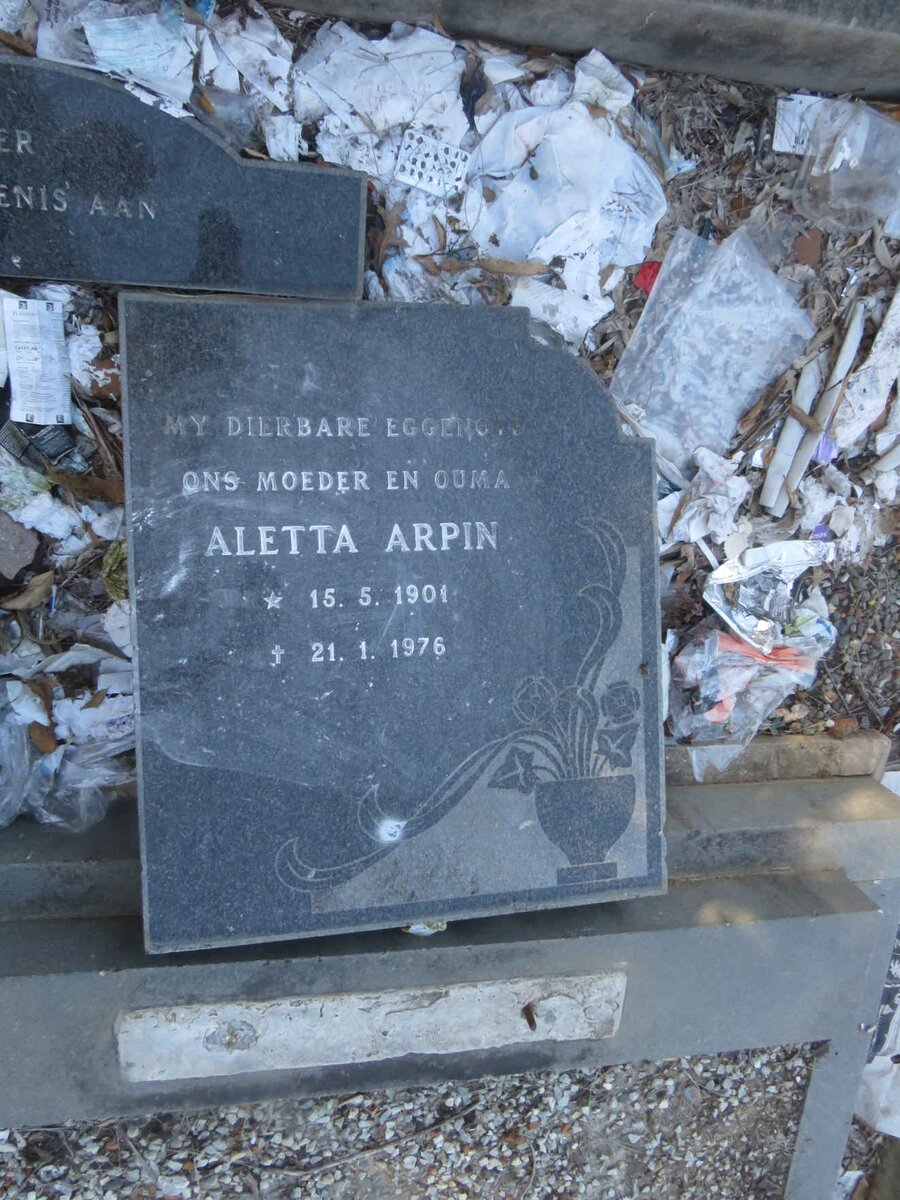 ER
ENIS AAN
MY DIERBARE EGGENOTE
ONS MOEDER EN OUMA
ALETTA ARPIN
★ 15. 5. 1901
✝ 21. 1. 1976